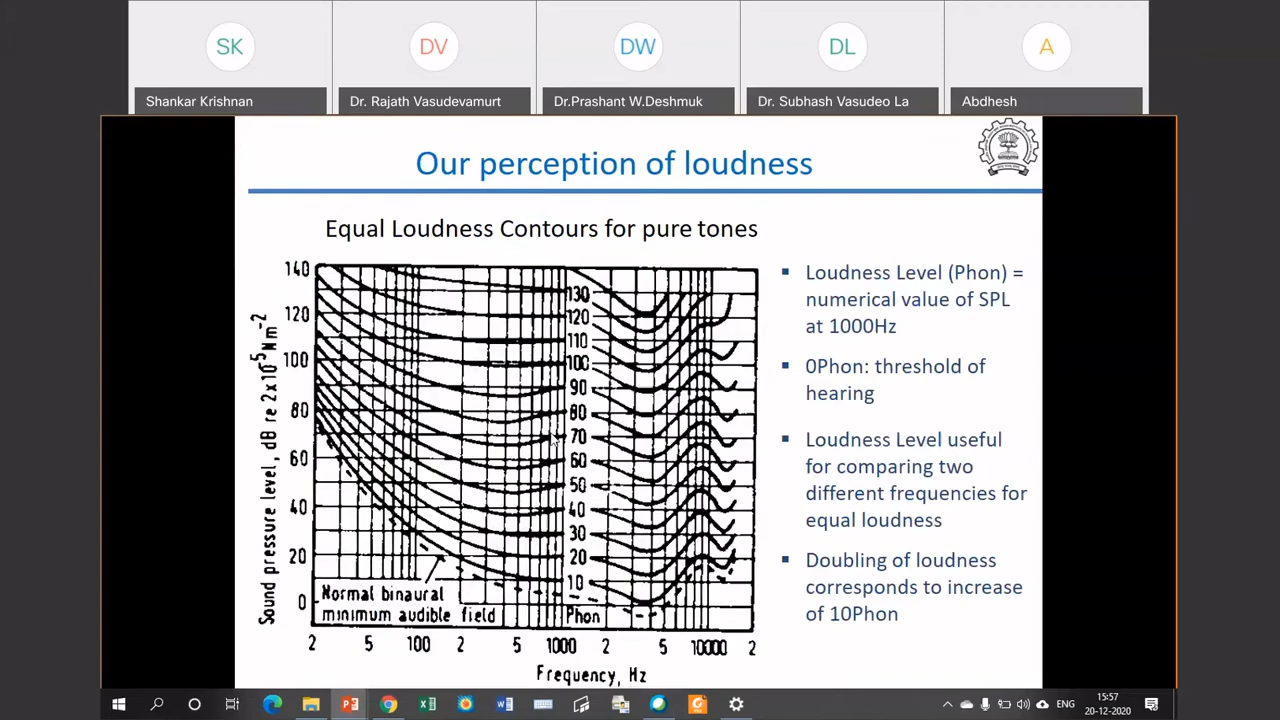 SK
DV
DW
DL
A
Shankar Krishnan
Dr. Rajath Vasudevamurt
Dr.Prashant W.Deshmuk
Dr. Subhash Vasudeo La
Abdhesh
Our perception of loudness
Equal Loudness Contours for pure tones
140
120
100
80
60
40
20
0
Sound pressure level, dB re 2x10⁻⁵Nm⁻²
130
120
110
100
90
80
70
60
50
40
30
20
10
Phon
Normal binaural
minimum audible field
2 5 100 2 5 1000 2 5 10000 2
Frequency, Hz
▪ Loudness Level (Phon) =
numerical value of SPL
at 1000Hz
▪ 0Phon: threshold of
hearing
▪ Loudness Level useful
for comparing two
different frequencies for
equal loudness
▪ Doubling of loudness
corresponds to increase
of 10Phon
ENG
15:57
20-12-2020